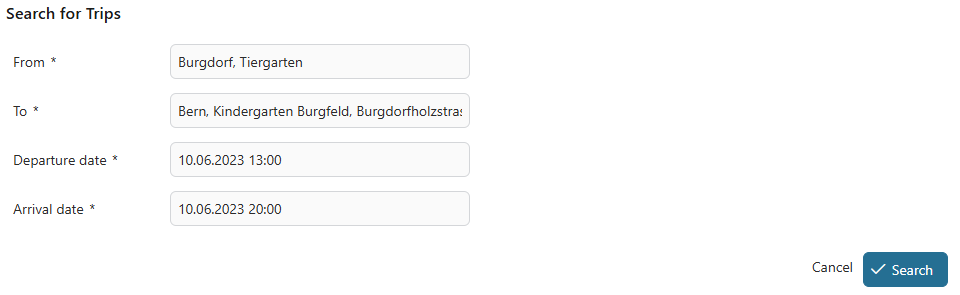 Search for Trips
From *
Burgdorf, Tiergarten
To *
Bern, Kindergarten Burgfeld, Burgdorfholzstras
Departure date *
10.06.2023 13:00
Arrival date *
10.06.2023 20:00
Cancel
Search